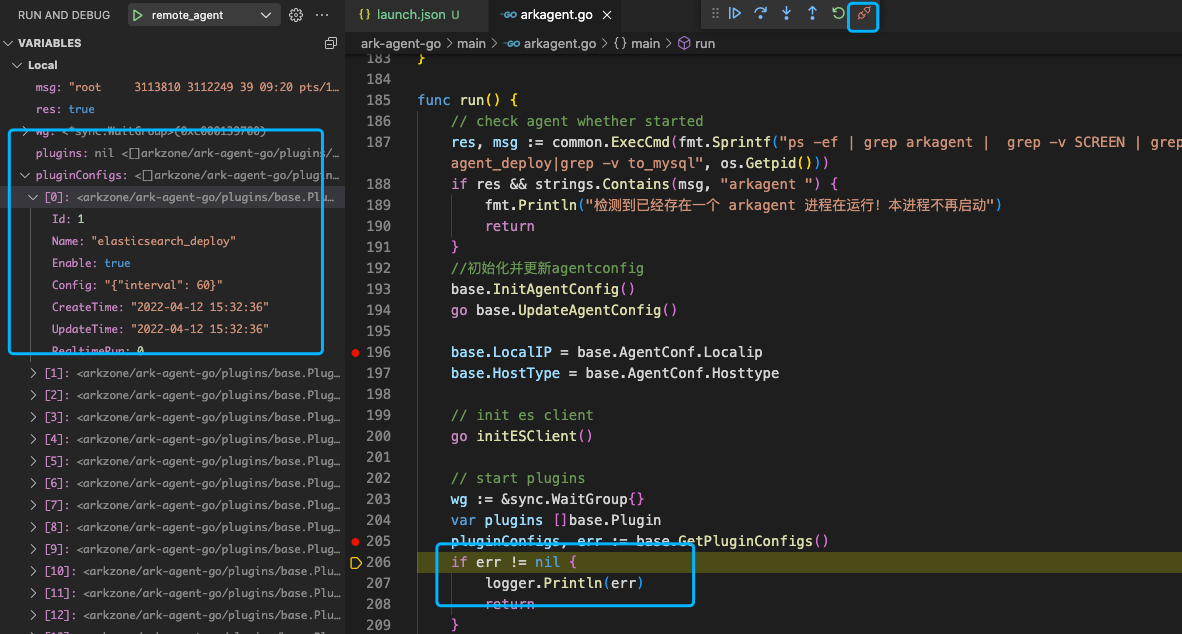 RUN AND DEBUG
remote_agent
VARIABLES
Local
msg: "root     3113810 3112249 39 09:20 pts/1…
res: true
wg: <*sync.WaitGroup>(0xc000139700)
plugins: nil <[]arkzone/ark-agent-go/plugins/…
pluginConfigs: <[]arkzone/ark-agent-go/plugin…
[0]: <arkzone/ark-agent-go/plugins/base.Plu…
Id: 1
Name: "elasticsearch_deploy"
Enable: true
Config: "{"interval": 60}"
CreateTime: "2022-04-12 15:32:36"
UpdateTime: "2022-04-12 15:32:36"
RealtimeRun: 0
[1]: <arkzone/ark-agent-go/plugins/base.Plug…
[2]: <arkzone/ark-agent-go/plugins/base.Plug…
[3]: <arkzone/ark-agent-go/plugins/base.Plug…
[4]: <arkzone/ark-agent-go/plugins/base.Plug…
[5]: <arkzone/ark-agent-go/plugins/base.Plug…
[6]: <arkzone/ark-agent-go/plugins/base.Plug…
[7]: <arkzone/ark-agent-go/plugins/base.Plug…
[8]: <arkzone/ark-agent-go/plugins/base.Plug…
[9]: <arkzone/ark-agent-go/plugins/base.Plug…
[10]: <arkzone/ark-agent-go/plugins/base.Plu…
[11]: <arkzone/ark-agent-go/plugins/base.Plu…
[12]: <arkzone/ark-agent-go/plugins/base.Plu…
{} launch.json U
GO arkagent.go
ark-agent-go > main > GO arkagent.go > {} main > run
183 }
184
185 func run() {
186 // check agent whether started
187 res, msg := common.ExecCmd(fmt.Sprintf("ps -ef | grep arkagent |  grep -v SCREEN | grep
agent_deploy|grep -v to_mysql", os.Getpid()))
188 if res && strings.Contains(msg, "arkagent ") {
189 fmt.Println("检测到已经存在一个 arkagent 进程在运行！本进程不再启动")
190 return
191 }
192 //初始化并更新agentconfig
193 base.InitAgentConfig()
194 go base.UpdateAgentConfig()
195
196 base.LocalIP = base.AgentConf.Localip
197 base.HostType = base.AgentConf.Hosttype
198
199 // init es client
200 go initESClient()
201
202 // start plugins
203 wg := &sync.WaitGroup{}
204 var plugins []base.Plugin
205 pluginConfigs, err := base.GetPluginConfigs()
206 if err != nil {
207 logger.Println(err)
208 return
209 }